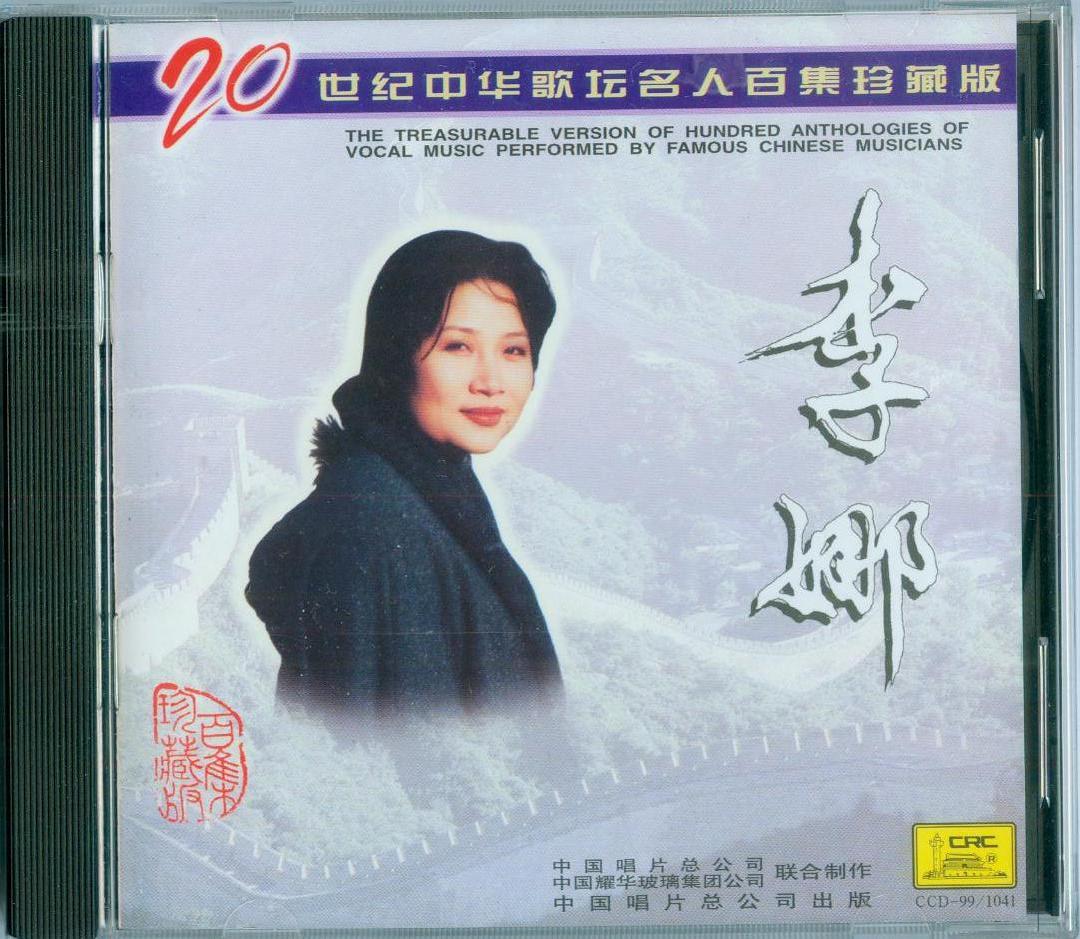 20世纪中华歌坛名人百集珍藏版
THE TREASURABLE VERSION OF HUNDRED ANTHOLOGIES OF
VOCAL MUSIC PERFORMED BY FAMOUS CHINESE MUSICIANS
李娜
百集
珍藏版
中国唱片总公司
中国耀华玻璃集团公司 联合制作
中国唱片总公司出版
CRC
®
CCD-99/1041